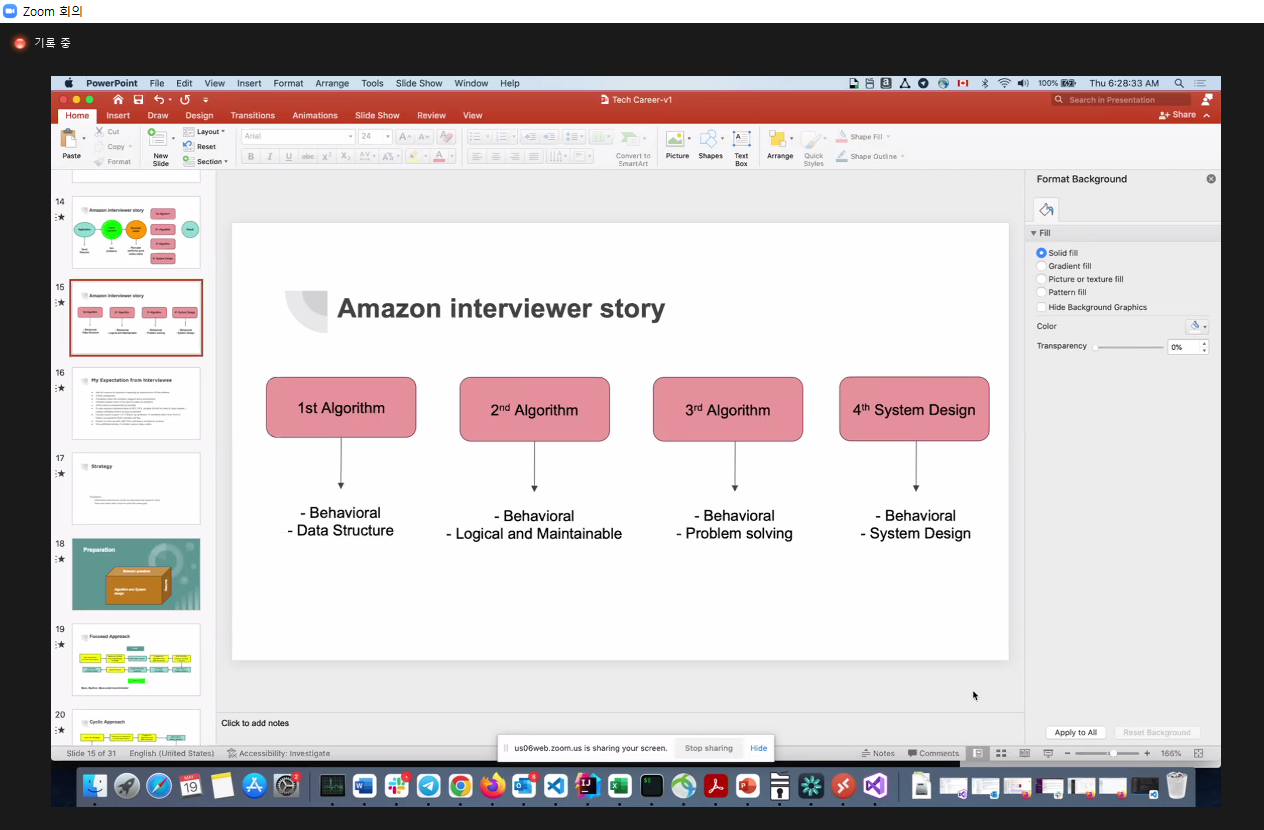 Zoom 회의
기록 중
PowerPoint File Edit View Insert Format Arrange Tools Slide Show Window Help
100% Thu 6:28:33 AM
Tech Career-v1
Search in Presentation
Home Insert Draw Design Transitions Animations Slide Show Review View
Share
Paste
Cut
Copy
Format
New Slide
Layout
Reset
Section
Arial 24
Convert to SmartArt
Picture Shapes Text Box Arrange Quick Styles
Shape Fill
Shape Outline
14
Amazon interviewer story
15
Amazon interviewer story
16
My Expectation from Interviewee
17
Strategy
18
Preparation
19
Focused Approach
20
Cyclic Approach
Amazon interviewer story
1st Algorithm
2nd Algorithm
3rd Algorithm
4th System Design
- Behavioral
- Data Structure
- Behavioral
- Logical and Maintainable
- Behavioral
- Problem solving
- Behavioral
- System Design
Format Background
Fill
Solid fill
Gradient fill
Picture or texture fill
Pattern fill
Hide Background Graphics
Color
Transparency 0%
Apply to All Reset Background
Click to add notes
us06web.zoom.us is sharing your screen. Stop sharing Hide
Slide 15 of 31 English (United States) Accessibility: Investigate
Notes Comments 166%
MAY
19